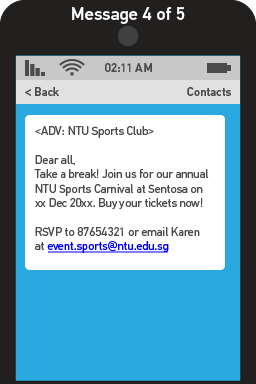 Message 4 of 5
02:11 AM
< Back Contacts
<ADV: NTU Sports Club>
Dear all,
Take a break! Join us for our annual
NTU Sports Carnival at Sentosa on
xx Dec 20xx. Buy your tickets now!
RSVP to 87654321 or email Karen
at event.sports@ntu.edu.sg